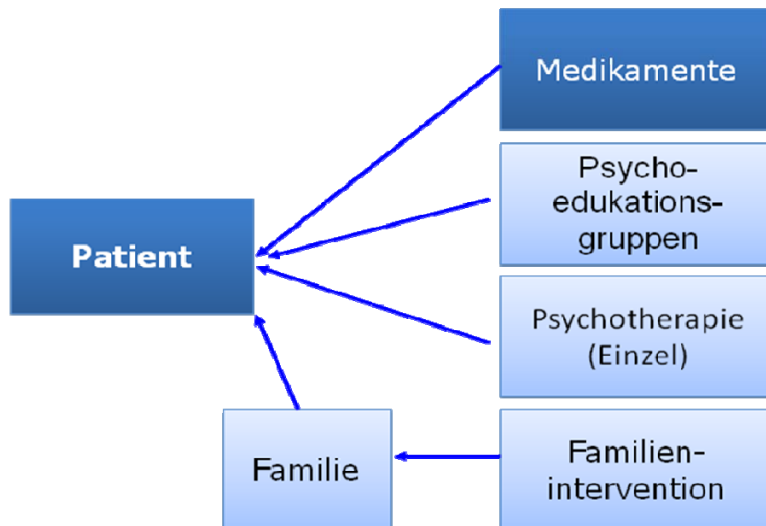 Medikamente
Psycho-
edukations-
gruppen
Patient
Psychotherapie
(Einzel)
Familie
Familien-
intervention